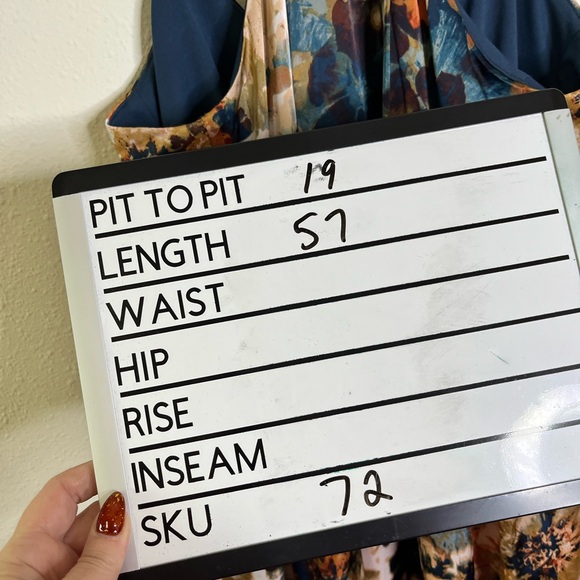 PIT TO PIT 19
LENGTH 57
WAIST
HIP
RISE
INSEAM
SKU 72